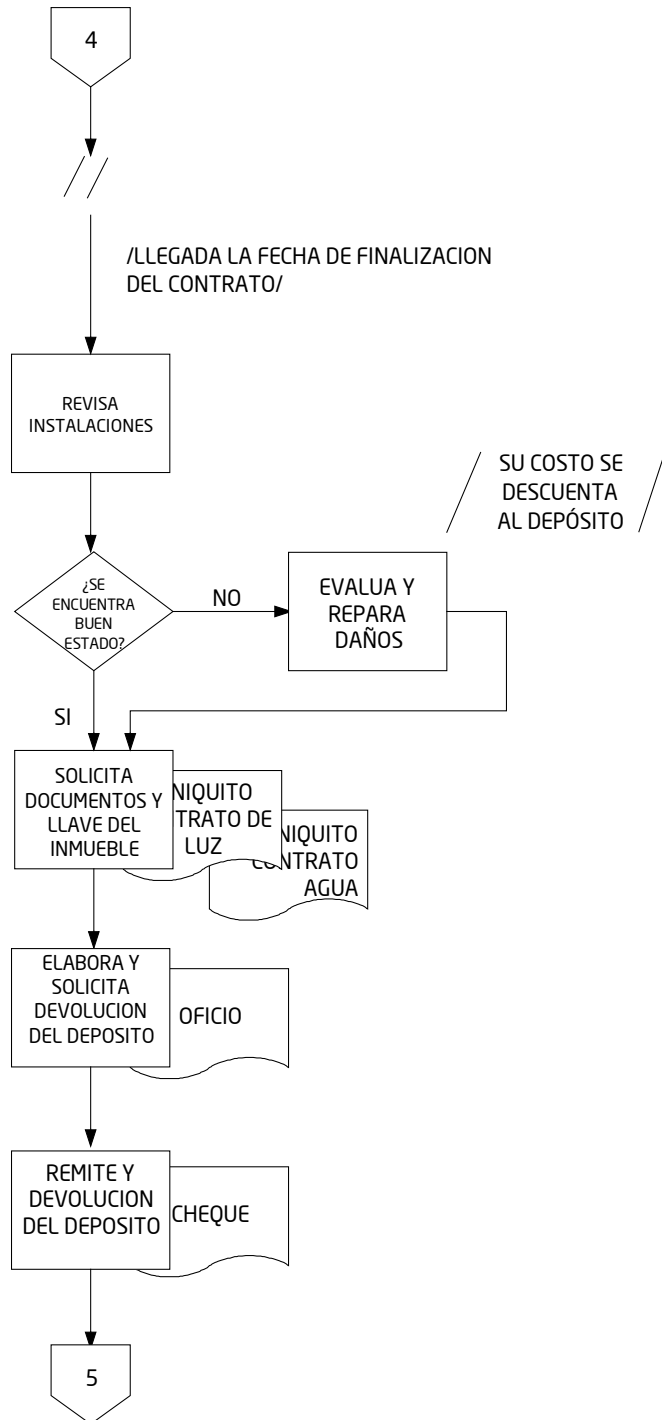 4
/LLEGADA LA FECHA DE FINALIZACION
DEL CONTRATO/
REVISA
INSTALACIONES
/ SU COSTO SE /
DESCUENTA
AL DEPÓSITO
¿SE
ENCUENTRA
BUEN
ESTADO?
NO
EVALUA Y
REPARA
DAÑOS
SI
SOLICITA
DOCUMENTOS Y
LLAVE DEL
INMUEBLE
NIQUITO
TRATO DE
LUZ
NIQUITO
CONTRATO
AGUA
ELABORA Y
SOLICITA
DEVOLUCION
DEL DEPOSITO
OFICIO
REMITE Y
DEVOLUCION
DEL DEPOSITO
CHEQUE
5